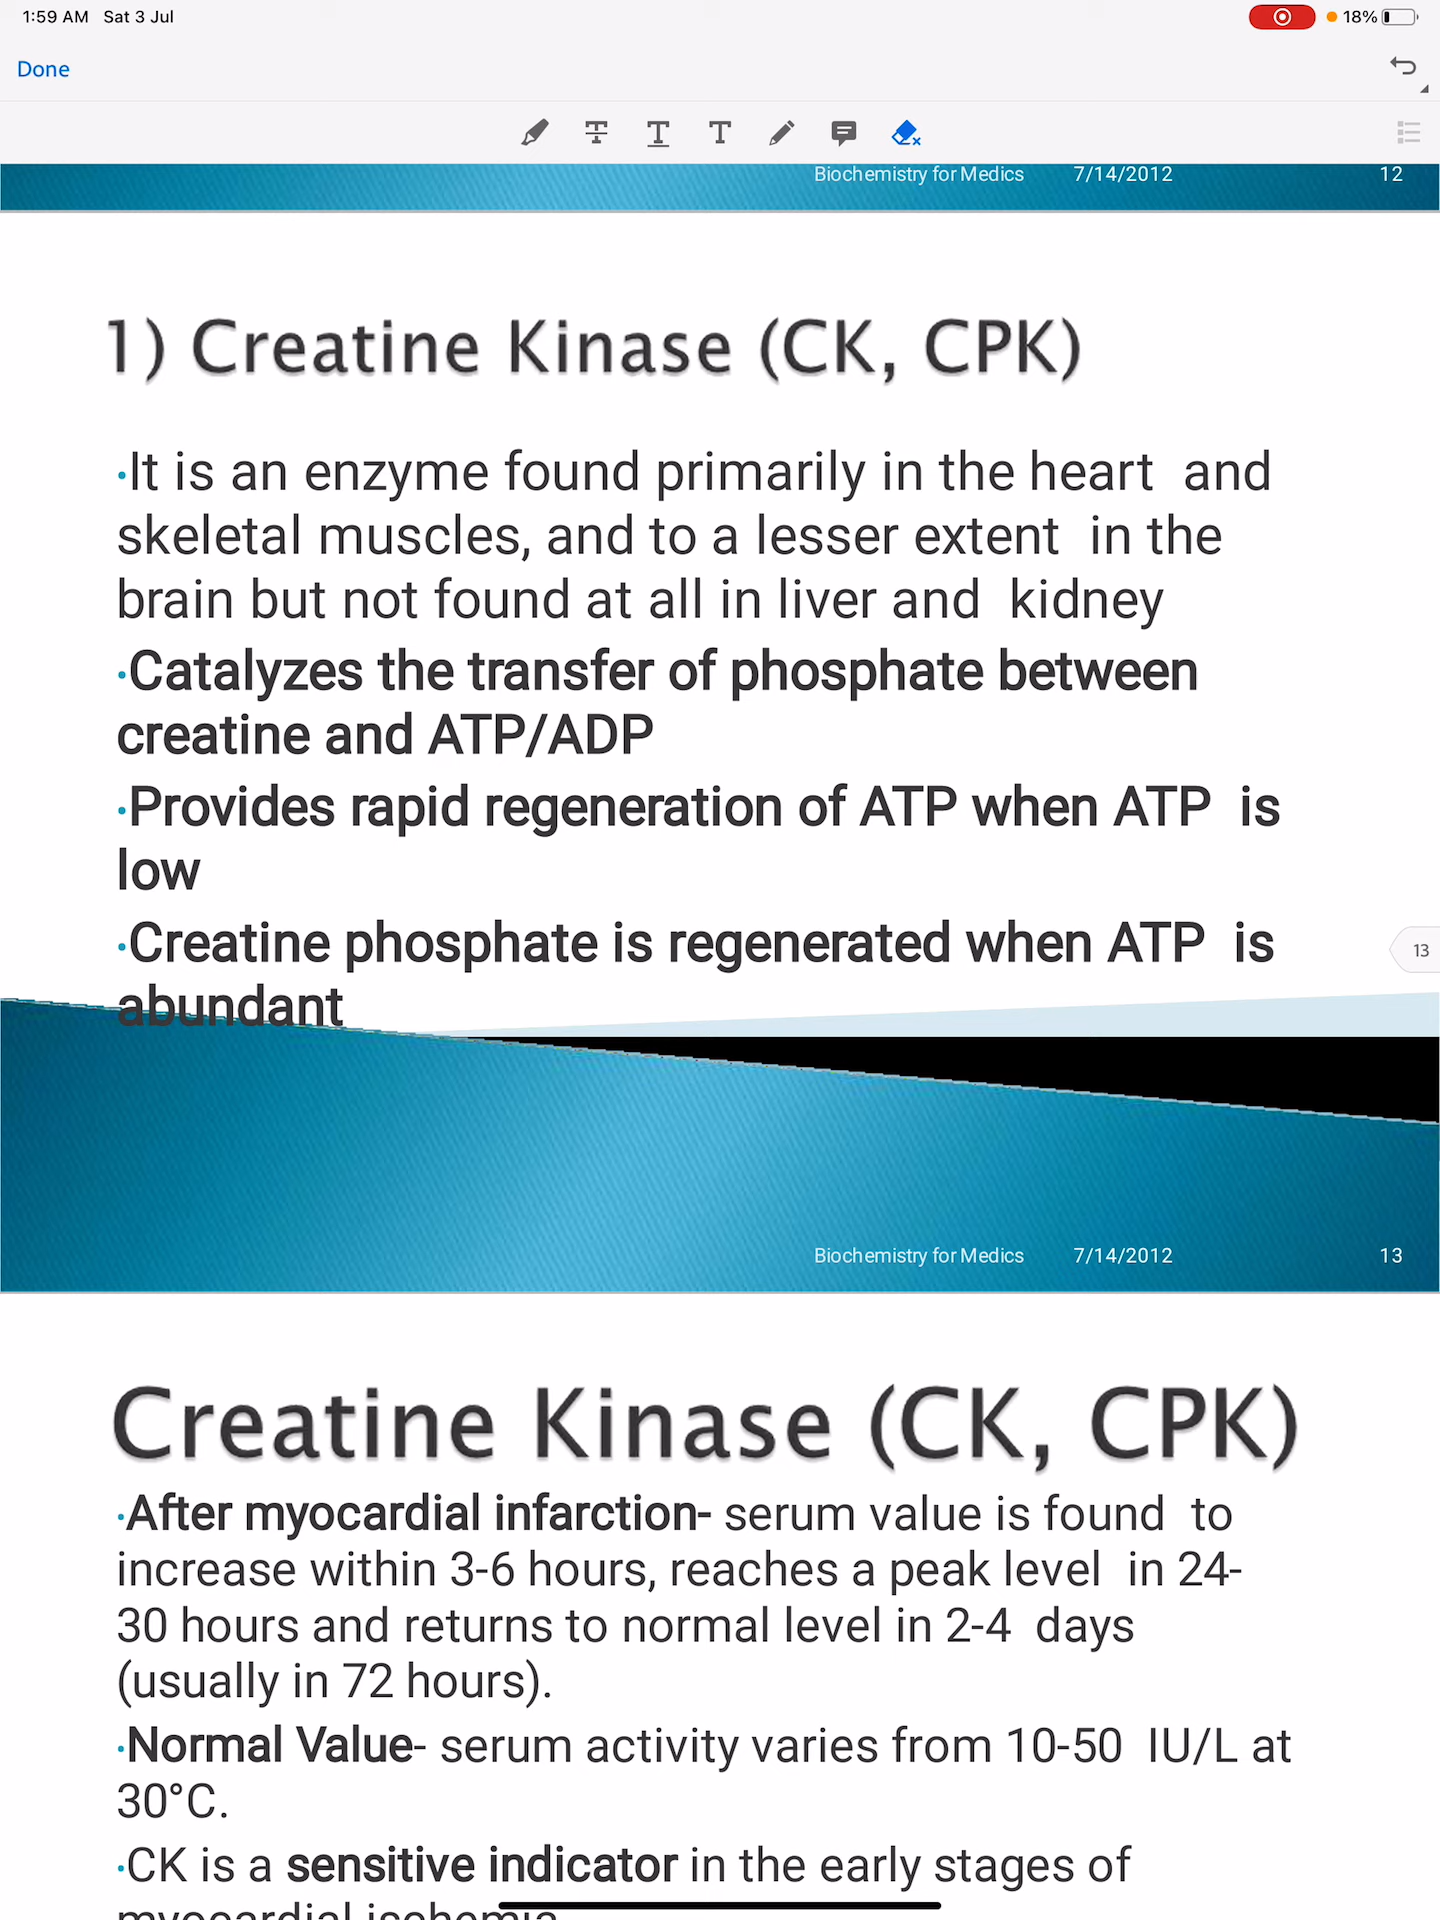 1:59 AM Sat 3 Jul
18%
Done
Biochemistry for Medics 7/14/2012 12
1) Creatine Kinase (CK, CPK)
•It is an enzyme found primarily in the heart and
skeletal muscles, and to a lesser extent in the
brain but not found at all in liver and kidney
•Catalyzes the transfer of phosphate between
creatine and ATP/ADP
•Provides rapid regeneration of ATP when ATP is
low
•Creatine phosphate is regenerated when ATP is
abundant
13
Biochemistry for Medics 7/14/2012 13
Creatine Kinase (CK, CPK)
•After myocardial infarction- serum value is found to
increase within 3-6 hours, reaches a peak level in 24-
30 hours and returns to normal level in 2-4 days
(usually in 72 hours).
•Normal Value- serum activity varies from 10-50 IU/L at
30°C.
•CK is a sensitive indicator in the early stages of
myocardial ischemia